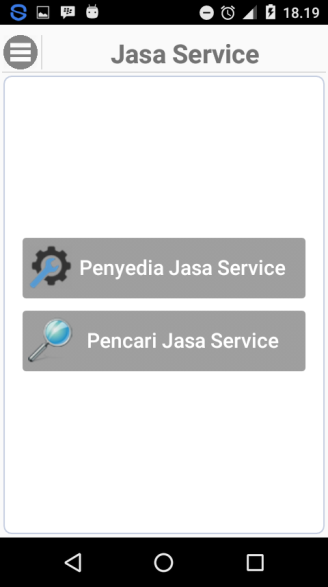 18.19
Jasa Service
Penyedia Jasa Service
Pencari Jasa Service